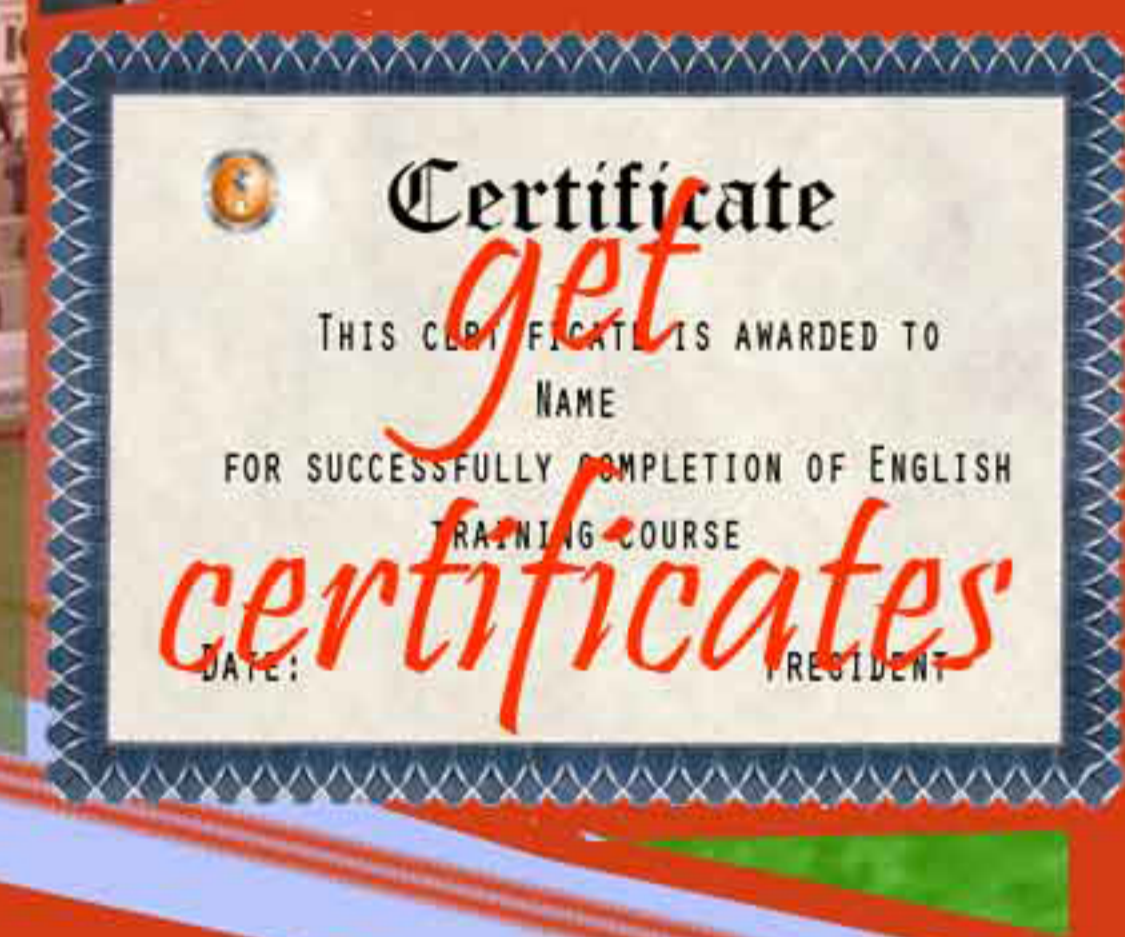 Certificate
get
THIS CERTIFICATE IS AWARDED TO
NAME
FOR SUCCESSFULLY COMPLETION OF ENGLISH
TRAINING COURSE
certificates
DATE: PRESIDENT